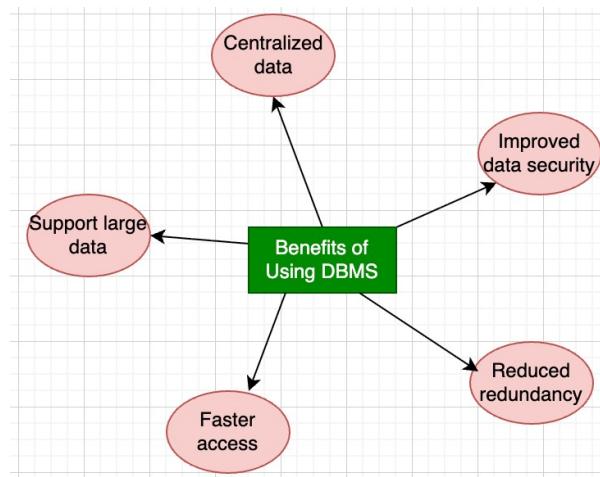 Centralized
data
Improved
data security
Support large
data
Benefits of
Using DBMS
Reduced
redundancy
Faster
access